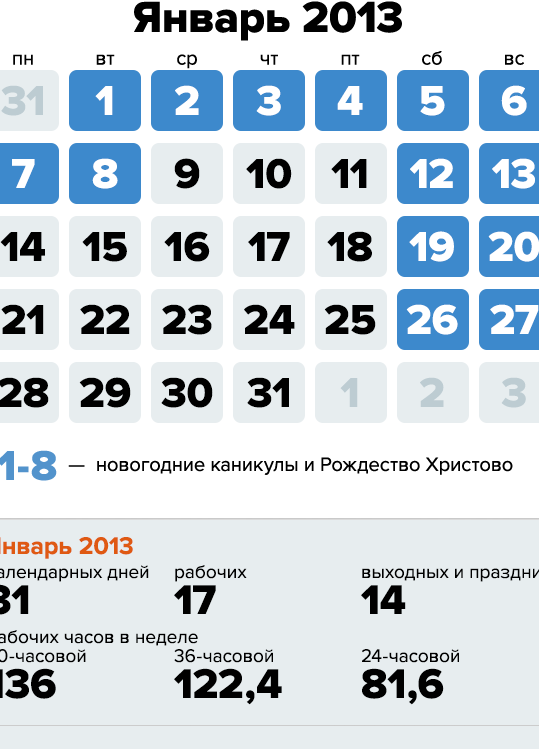 Январь 2013
пн вт ср чт пт сб вс
31 1 2 3 4 5 6
7 8 9 10 11 12 13
14 15 16 17 18 19 20
21 22 23 24 25 26 27
28 29 30 31 1 2 3
1-8 — новогодние каникулы и Рождество Христово
Январь 2013
календарных дней рабочих выходных и праздни
31 17 14
рабочих часов в неделе
0-часовой 36-часовой 24-часовой
136 122,4 81,6